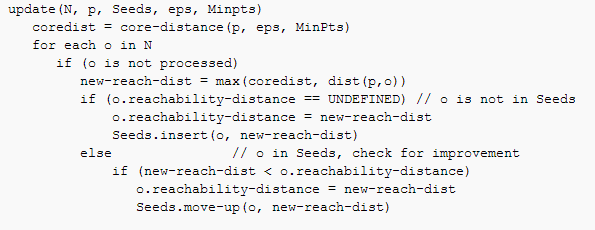 update(N, p, Seeds, eps, Minpts)
   coredist = core-distance(p, eps, MinPts)
   for each o in N
      if (o is not processed)
         new-reach-dist = max(coredist, dist(p,o))
         if (o.reachability-distance == UNDEFINED) // o is not in Seeds
             o.reachability-distance = new-reach-dist
             Seeds.insert(o, new-reach-dist)
         else               // o in Seeds, check for improvement
             if (new-reach-dist < o.reachability-distance)
                o.reachability-distance = new-reach-dist
                Seeds.move-up(o, new-reach-dist)